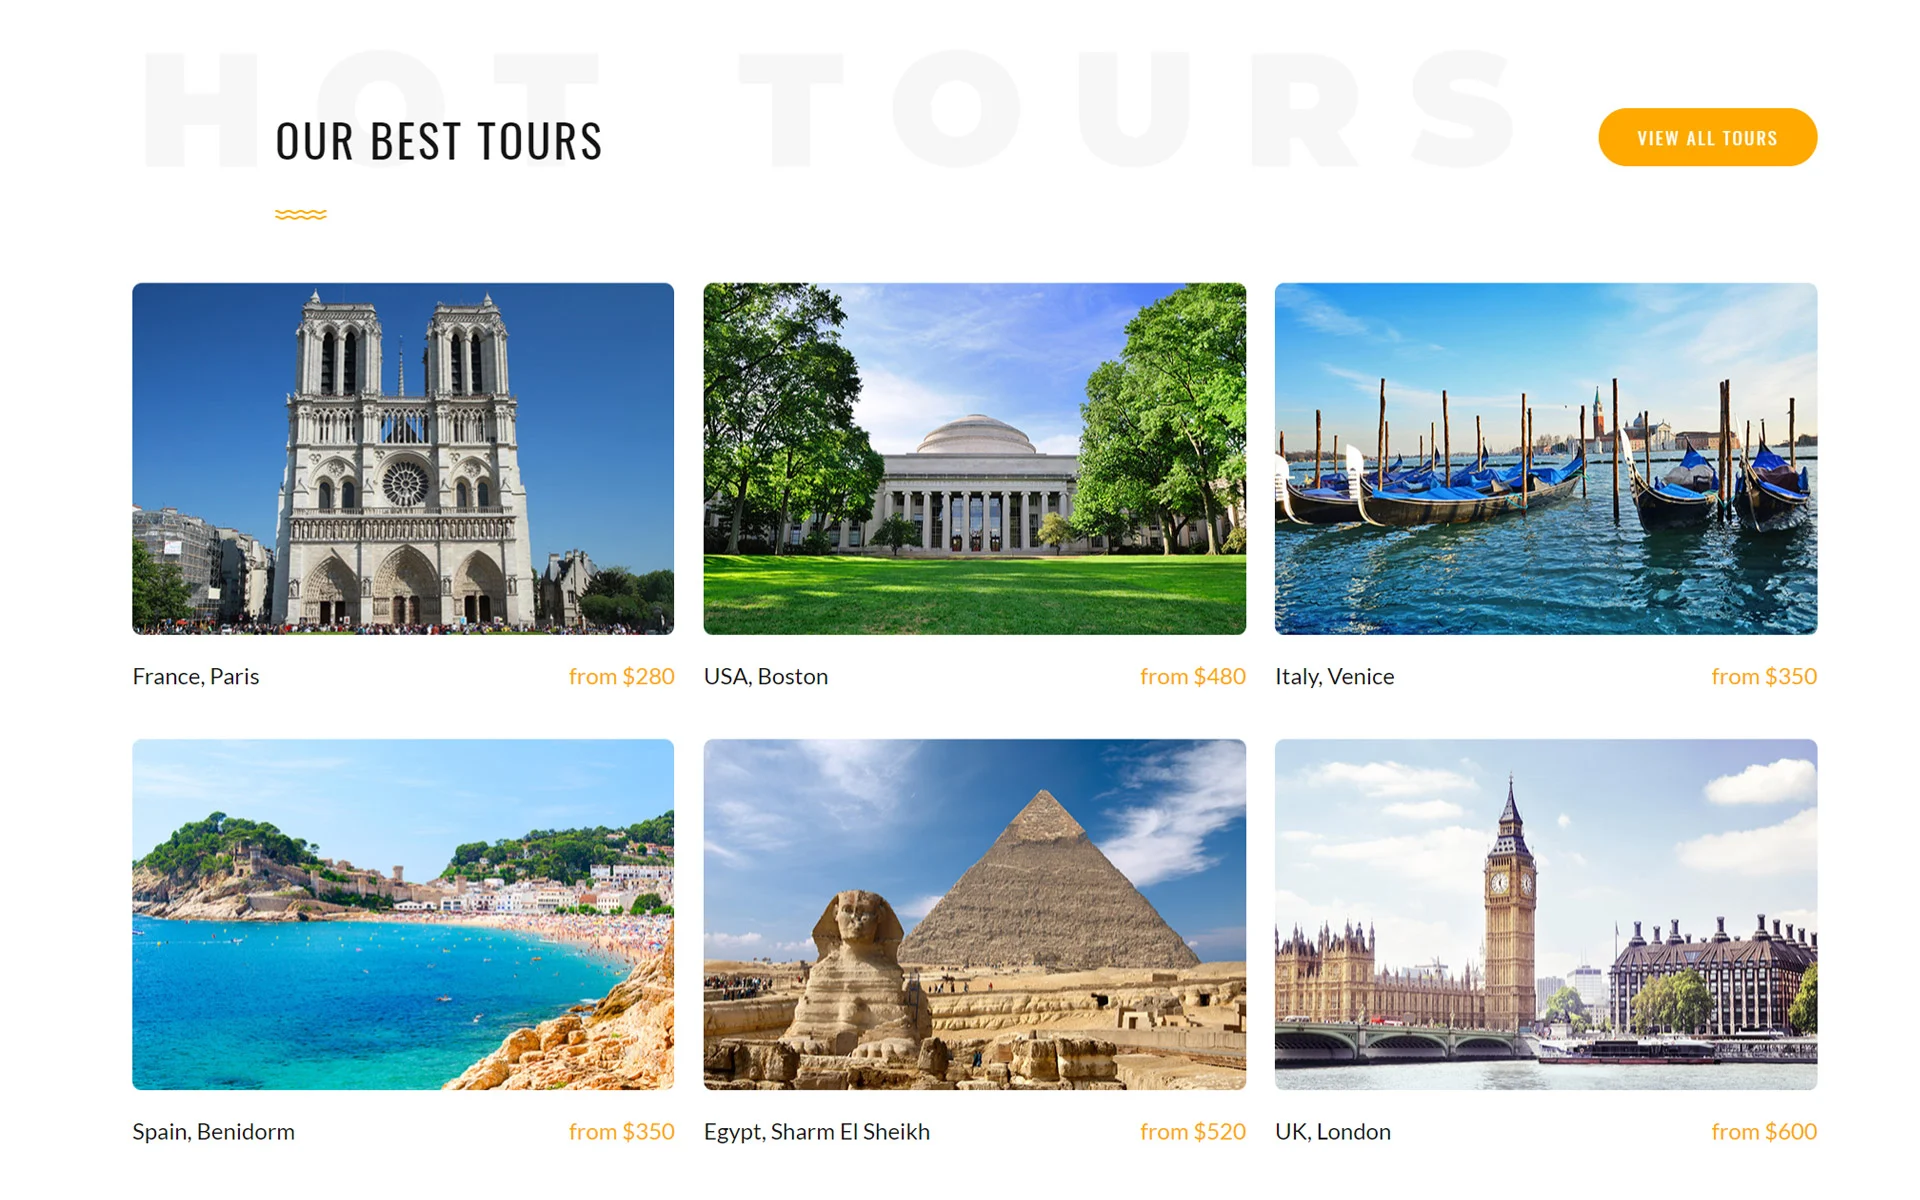 HOT TOURS
OUR BEST TOURS
VIEW ALL TOURS
France, Paris
from $280
USA, Boston
from $480
Italy, Venice
from $350
Spain, Benidorm
from $350
Egypt, Sharm El Sheikh
from $520
UK, London
from $600